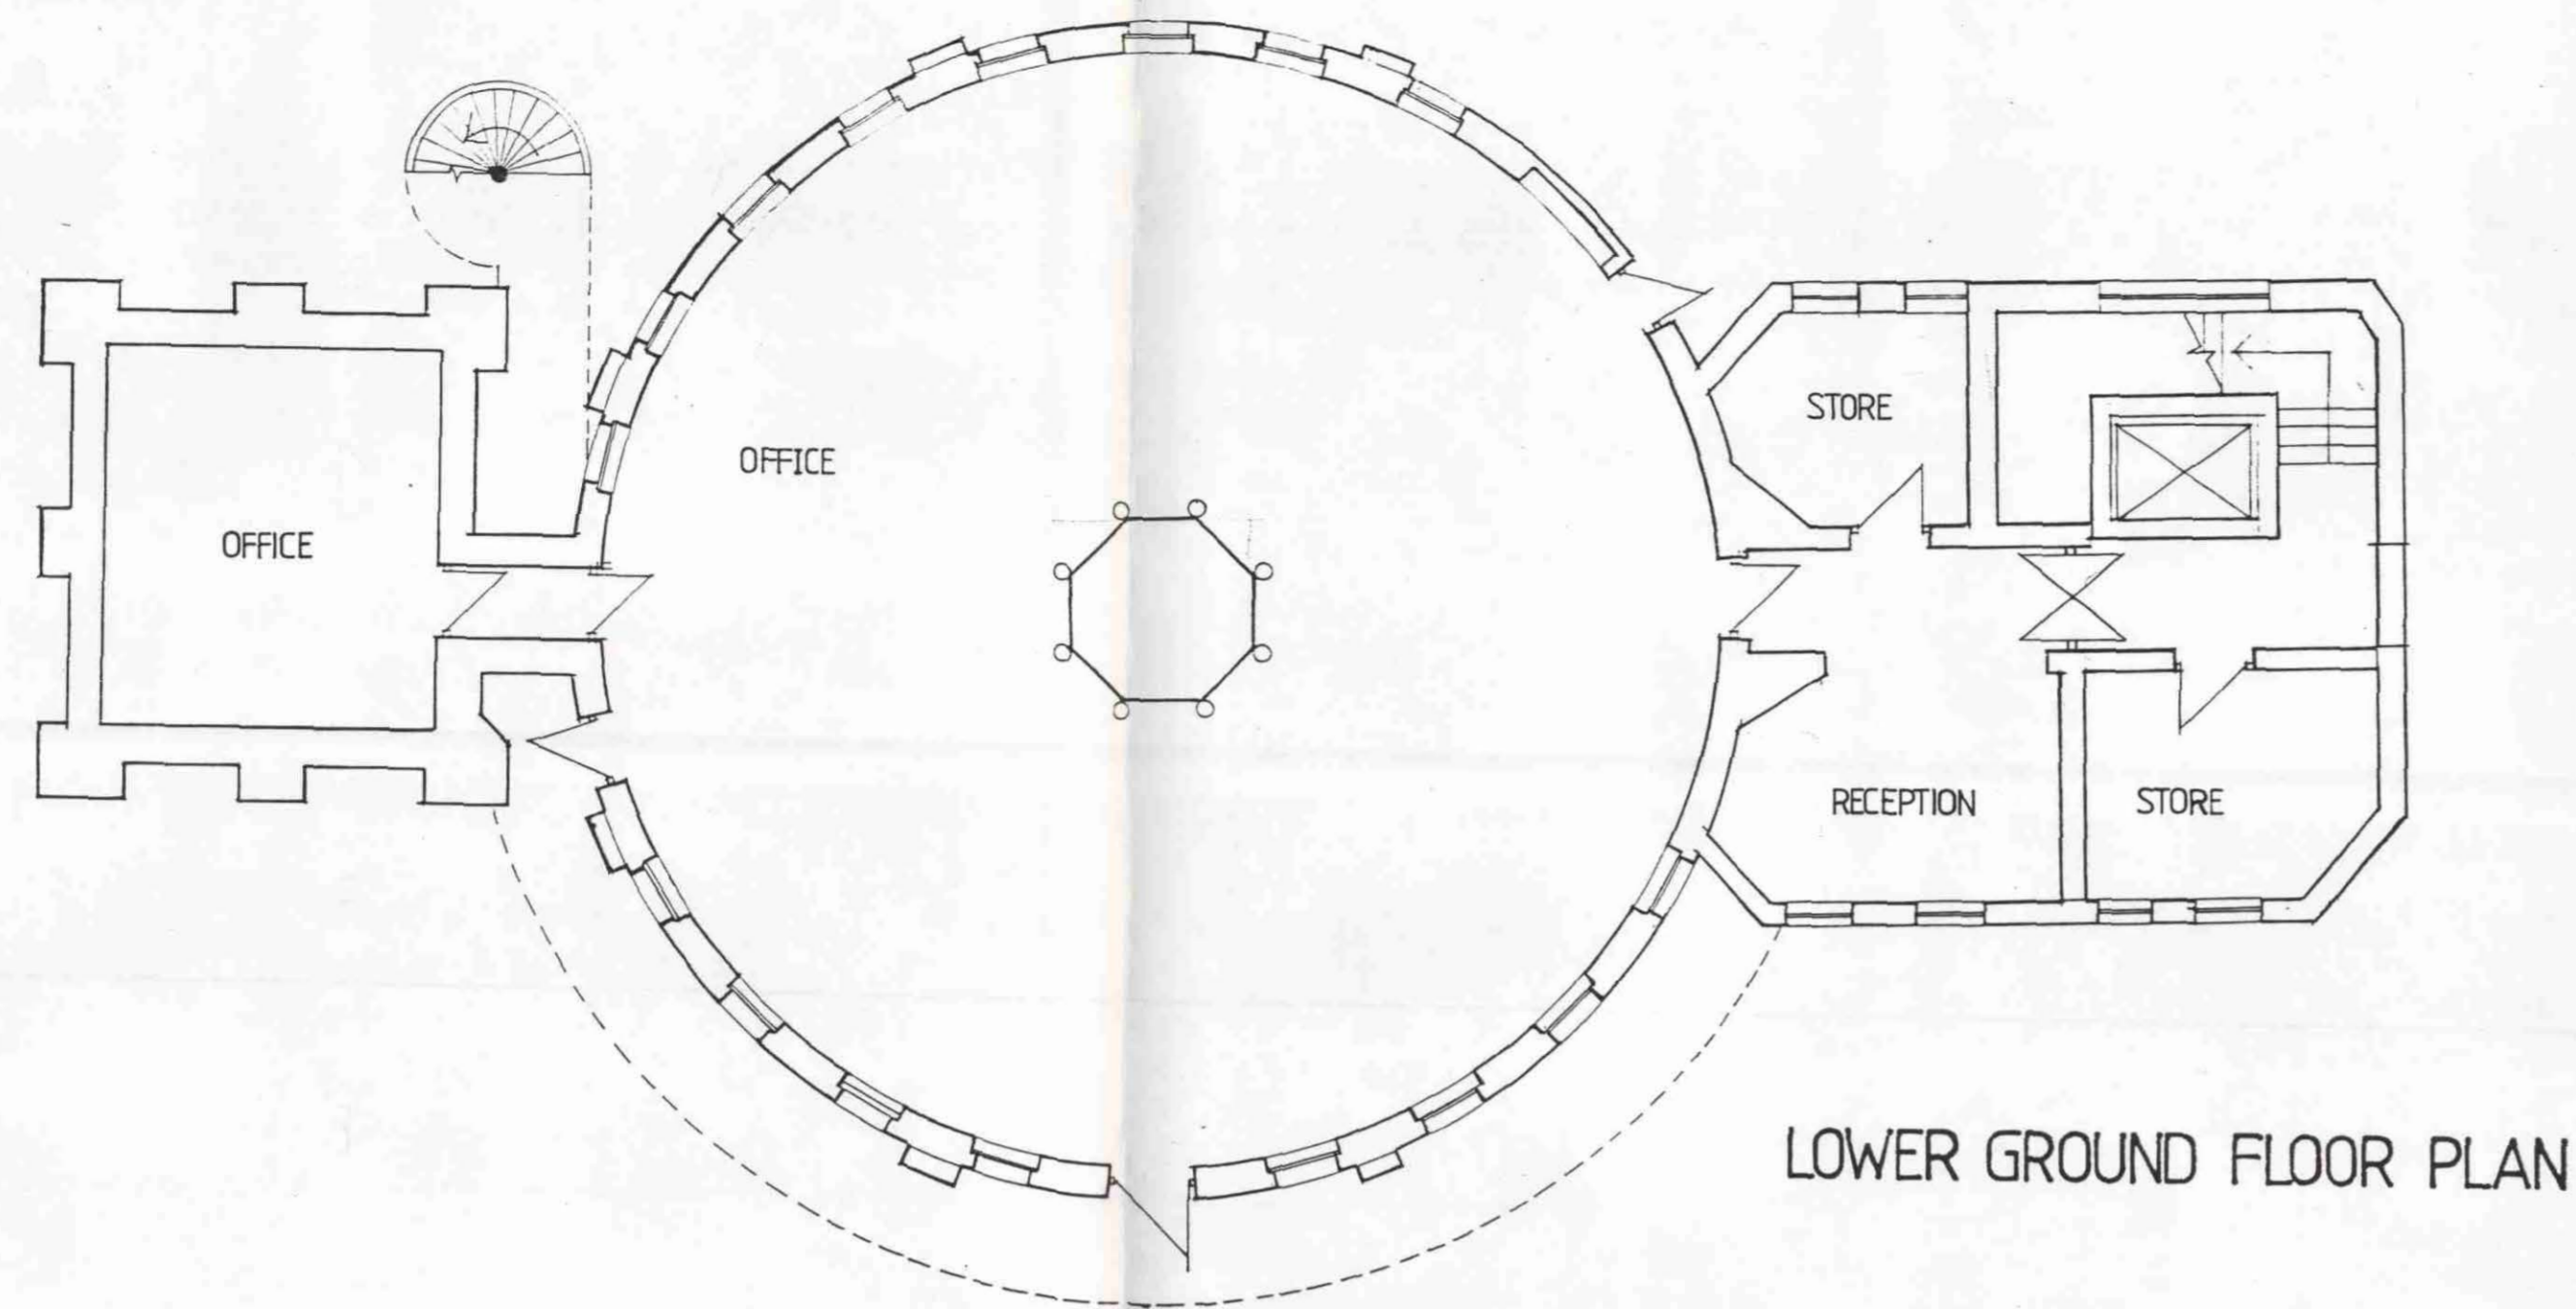 STORE
OFFICE
OFFICE
RECEPTION
STORE
LOWER GROUND FLOOR PLAN